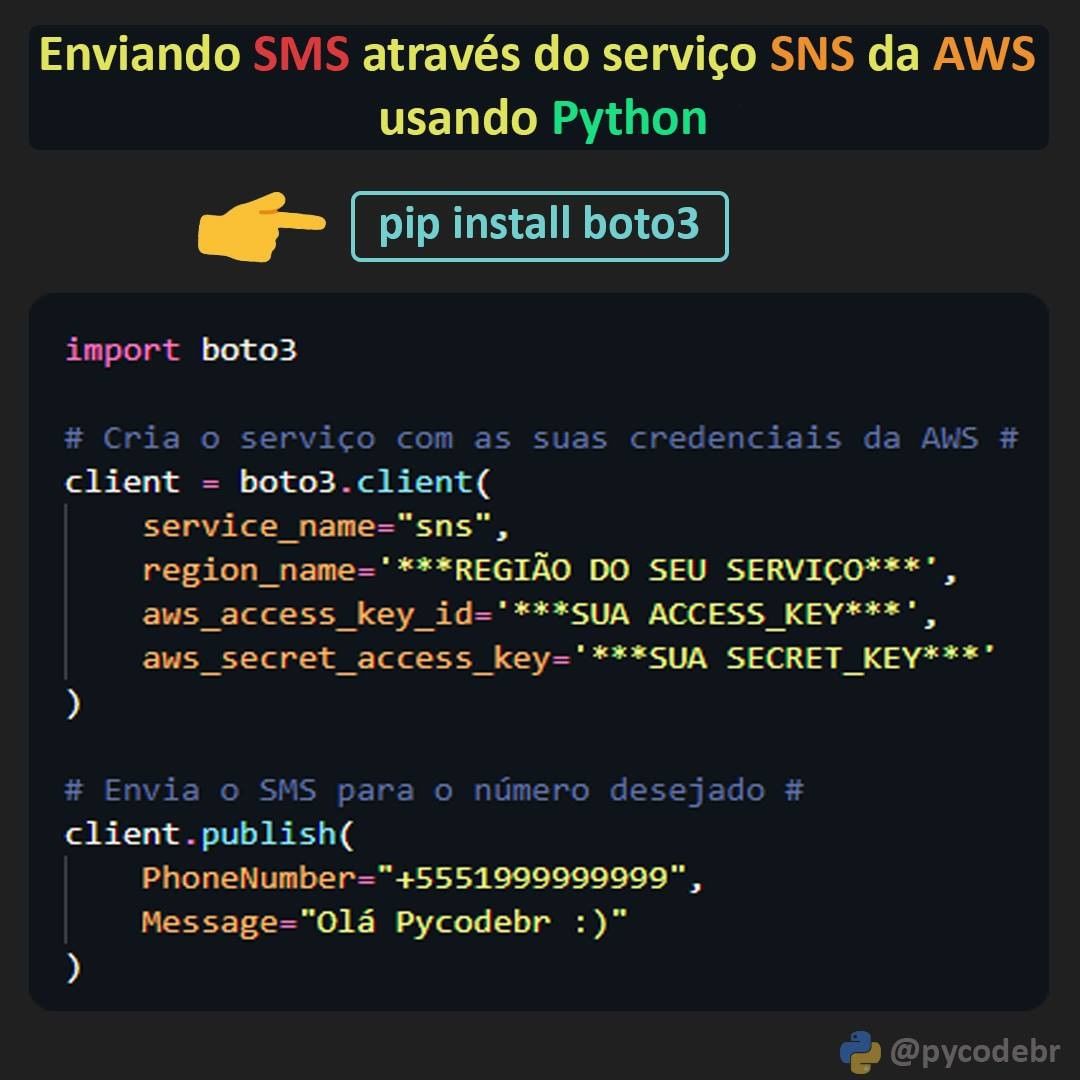 Enviando SMS através do serviço SNS da AWS
usando Python
pip install boto3
import boto3
# Cria o serviço com as suas credenciais da AWS #
client = boto3.client(
service_name="sns",
region_name='***REGIÃO DO SEU SERVIÇO***',
aws_access_key_id='***SUA ACCESS_KEY***',
aws_secret_access_key='***SUA SECRET_KEY***'
)
# Envia o SMS para o número desejado #
client.publish(
PhoneNumber="+5551999999999",
Message="Olá Pycodebr :)"
)
@pycodebr